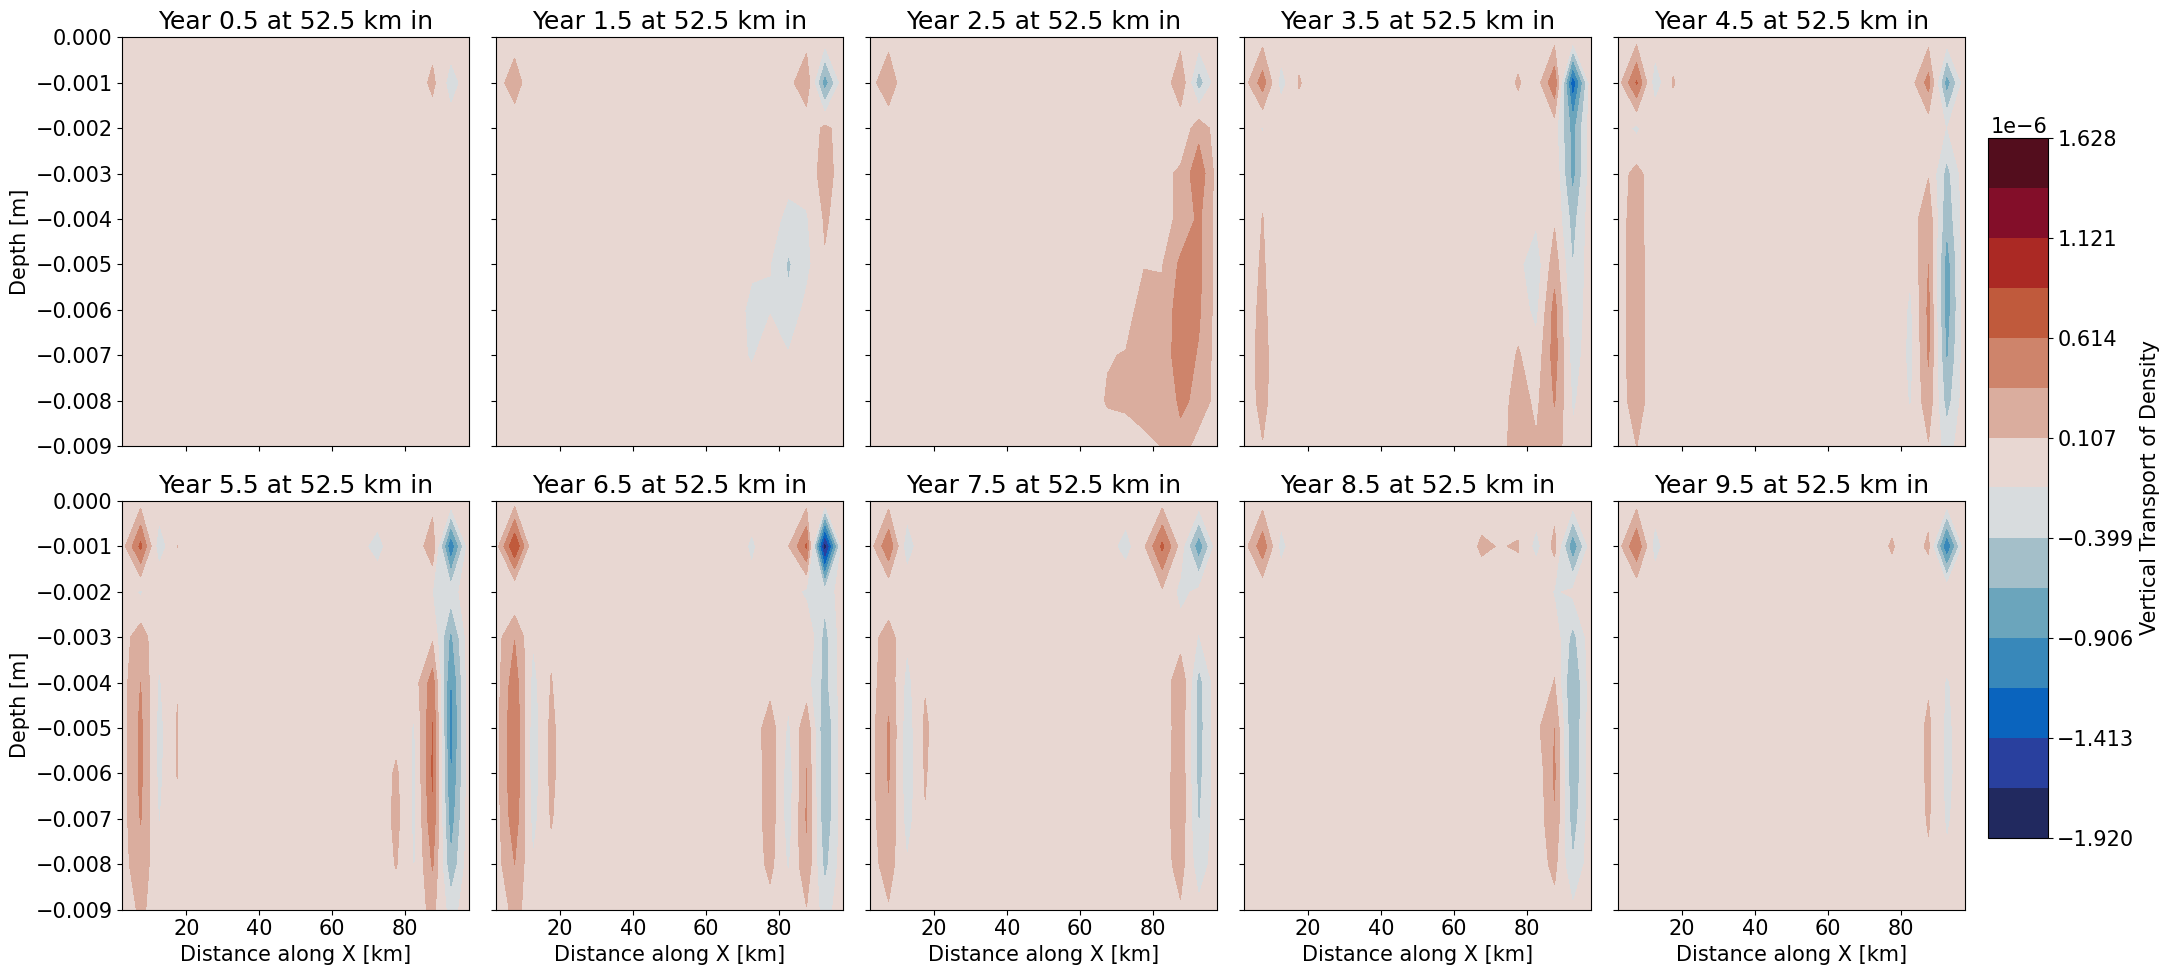 Year 0.5 at 52.5 km in
Year 1.5 at 52.5 km in
Year 2.5 at 52.5 km in
Year 3.5 at 52.5 km in
Year 4.5 at 52.5 km in
0.000
−0.001
−0.002
−0.003
−0.004
−0.005
−0.006
−0.007
−0.008
−0.009
Depth [m]
Year 5.5 at 52.5 km in
Year 6.5 at 52.5 km in
Year 7.5 at 52.5 km in
Year 8.5 at 52.5 km in
Year 9.5 at 52.5 km in
0.000
−0.001
−0.002
−0.003
−0.004
−0.005
−0.006
−0.007
−0.008
−0.009
Depth [m]
20 40 60 80
20 40 60 80
20 40 60 80
20 40 60 80
20 40 60 80
Distance along X [km]
Distance along X [km]
Distance along X [km]
Distance along X [km]
Distance along X [km]
1e−6
1.628
1.121
0.614
0.107
−0.399
−0.906
−1.413
−1.920
Vertical Transport of Density